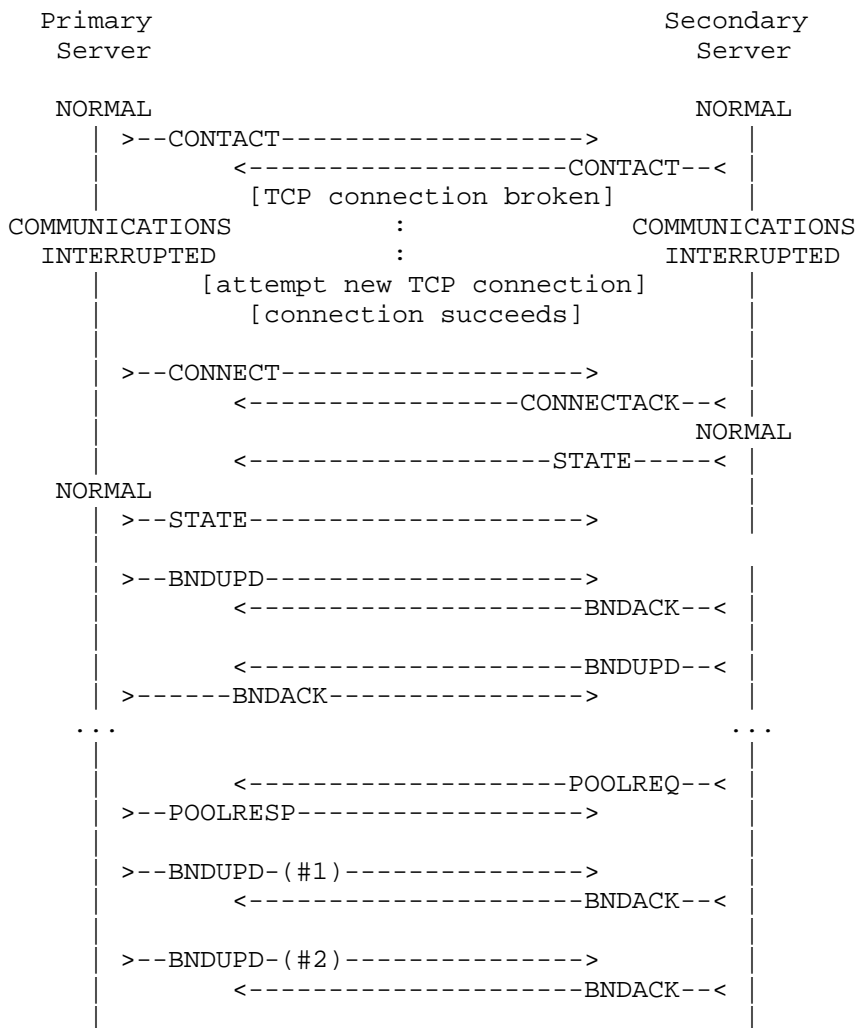 Primary                                Secondary
Server                                  Server
NORMAL                                  NORMAL
| >--CONTACT-------------------> |
| <--------------------CONTACT--< |
| [TCP connection broken] |
COMMUNICATIONS : COMMUNICATIONS
INTERRUPTED : INTERRUPTED
| [attempt new TCP connection] |
| [connection succeeds] |
| >--CONNECT-------------------> |
| <-----------------CONNECTACK--< |
| NORMAL
| <-------------------STATE-----< |
NORMAL |
| >--STATE---------------------> |
| >--BNDUPD--------------------> |
| <---------------------BNDACK--< |
| <---------------------BNDUPD--< |
| >------BNDACK----------------> |
... ...
| <--------------------POOLREQ--< |
| >--POOLRESP------------------> |
| >--BNDUPD-(#1)---------------> |
| <---------------------BNDACK--< |
| >--BNDUPD-(#2)---------------> |
| <---------------------BNDACK--< |